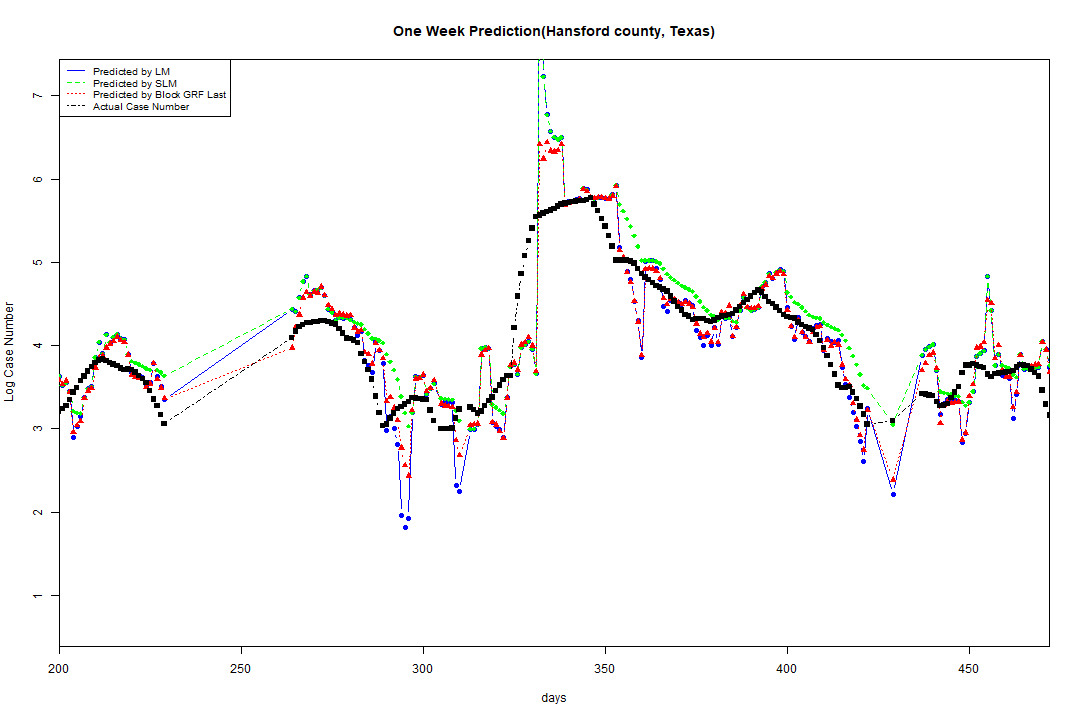 One Week Prediction(Hansford county, Texas)
Predicted by LM
Predicted by SLM
Predicted by Block GRF Last
Actual Case Number
Log Case Number
7
6
5
4
3
2
1
200 250 300 350 400 450
days